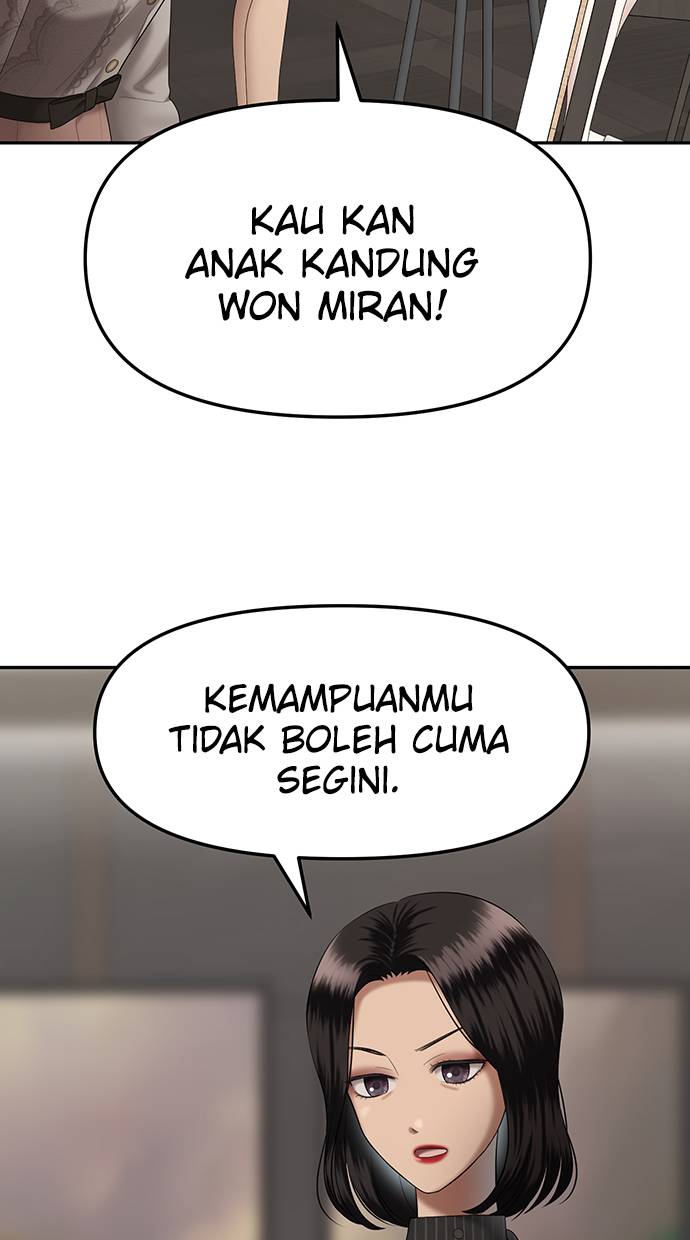 KAU KAN
ANAK KANDUNG
WON MIRAN!
KEMAMPUANMU
TIDAK BOLEH CUMA
SEGINI.